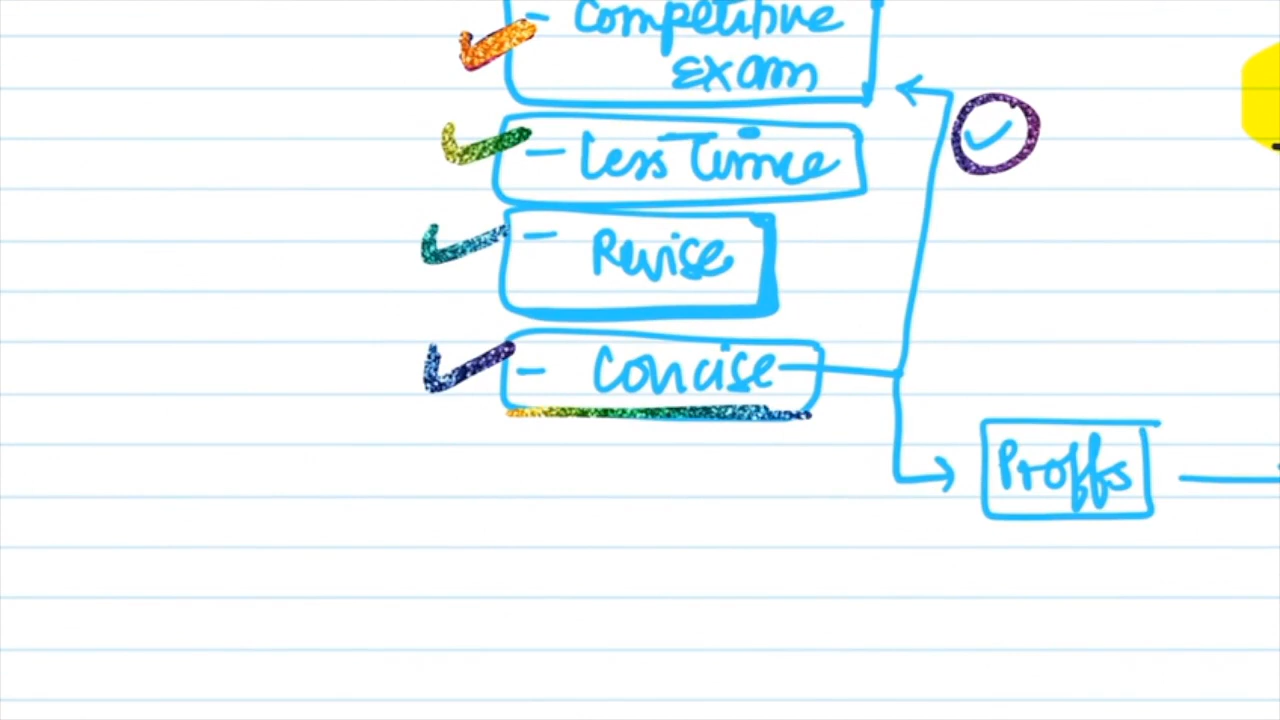 - Competitive
Exam
- Less Time
- Revise
- Concise
Proffs